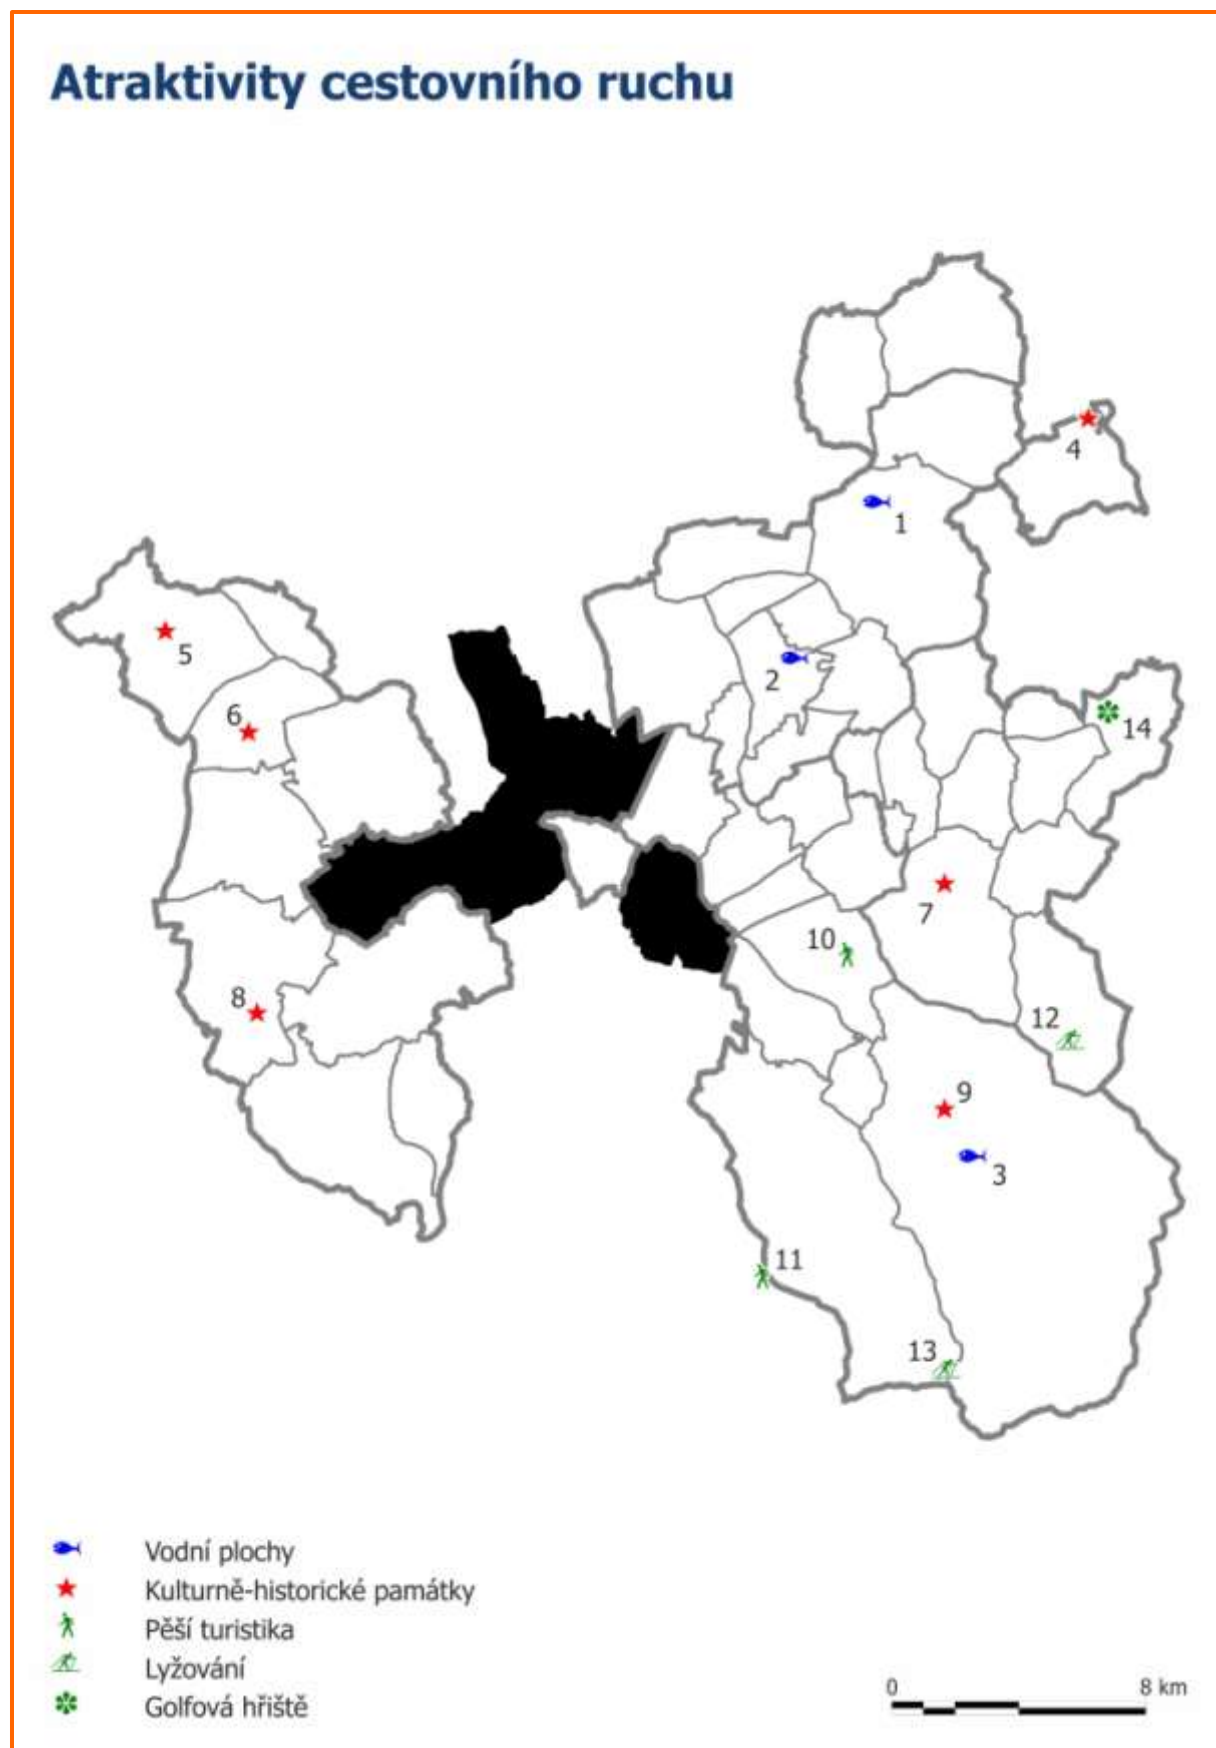 Atraktivity cestovního ruchu
4
1
5
2
6
14
7
10
8
12
9
3
11
13
Vodní plochy
Kulturně-historické památky
Pěší turistika
Lyžování
Golfová hřiště
0 8 km